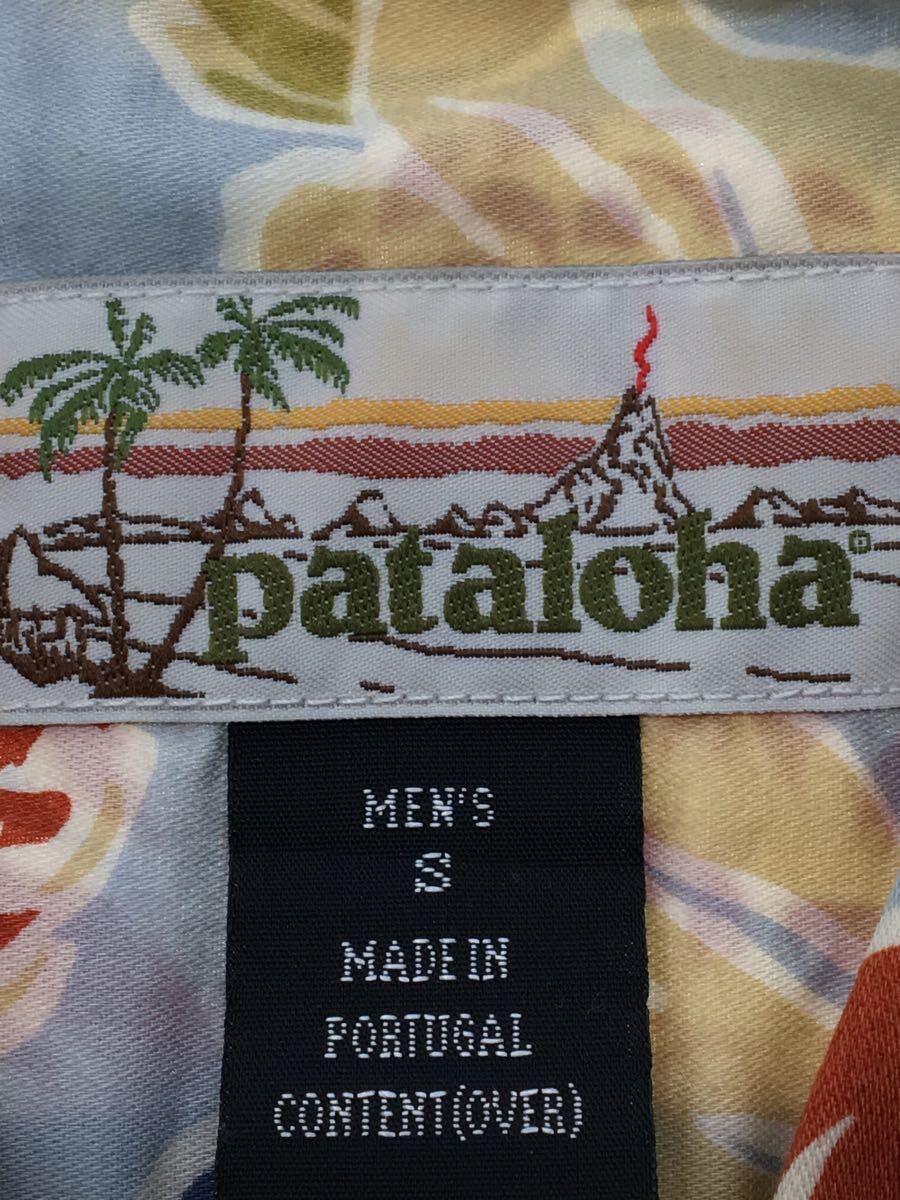 pataloha
MEN'S
S
MADE IN
PORTUGAL
CONTENT(OVER)